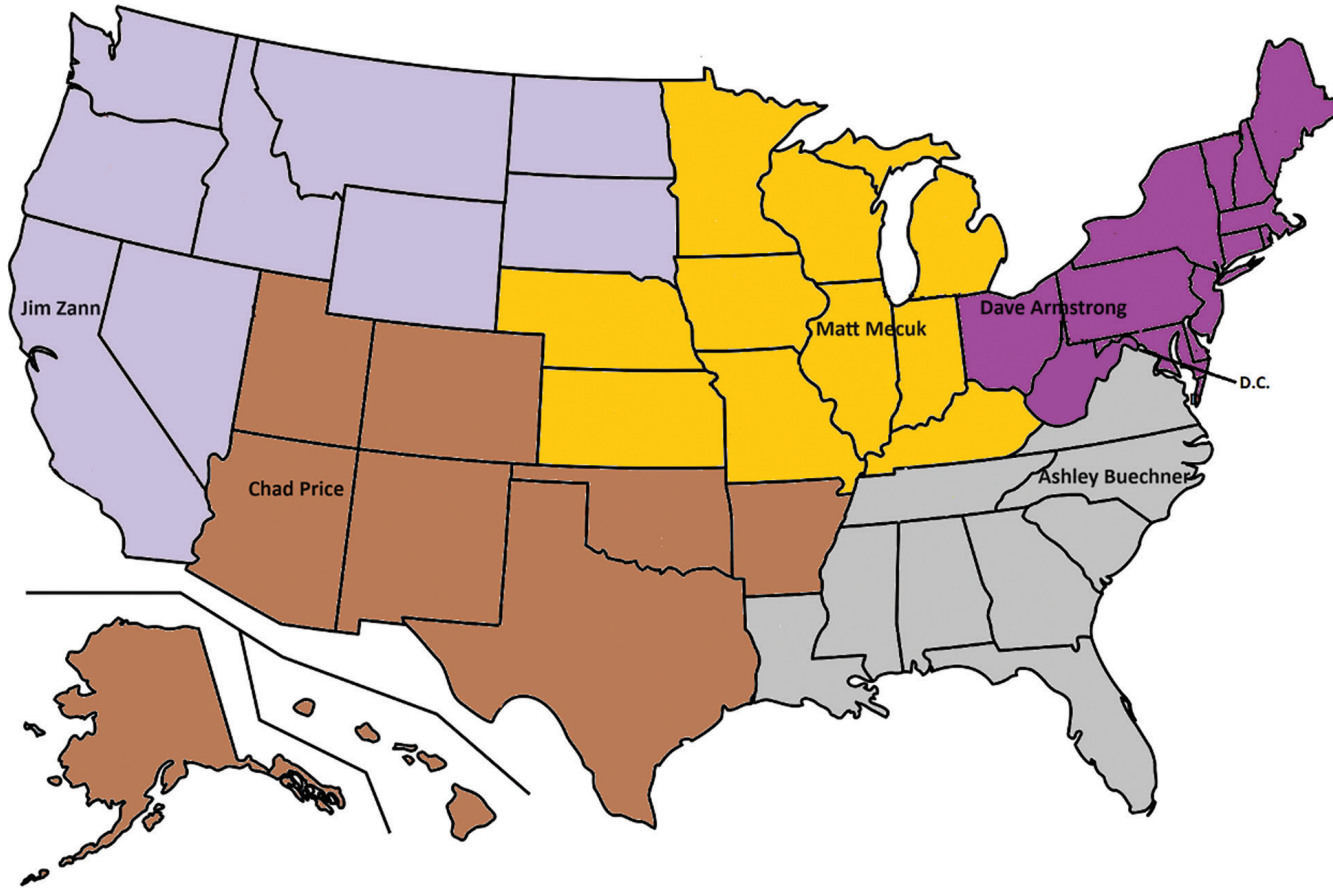 Jim Zann
Matt Mecuk
Dave Armstrong
D.C.
Ashley Buechner
Chad Price